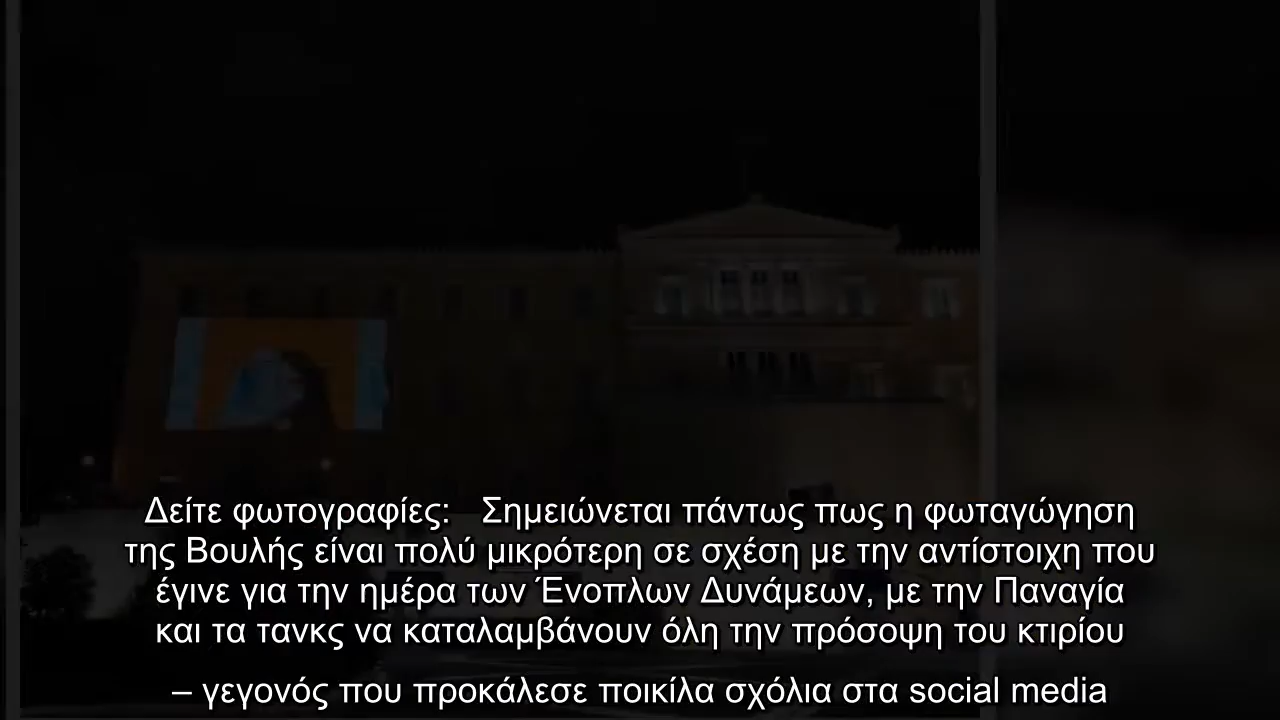 Δείτε φωτογραφίες: Σημειώνεται πάντως πως η φωταγώγηση
της Βουλής είναι πολύ μικρότερη σε σχέση με την αντίστοιχη που
έγινε για την ημέρα των Ένοπλων Δυνάμεων, με την Παναγία
και τα τανκς να καταλαμβάνουν όλη την πρόσοψη του κτιρίου
– γεγονός που προκάλεσε ποικίλα σχόλια στα social media